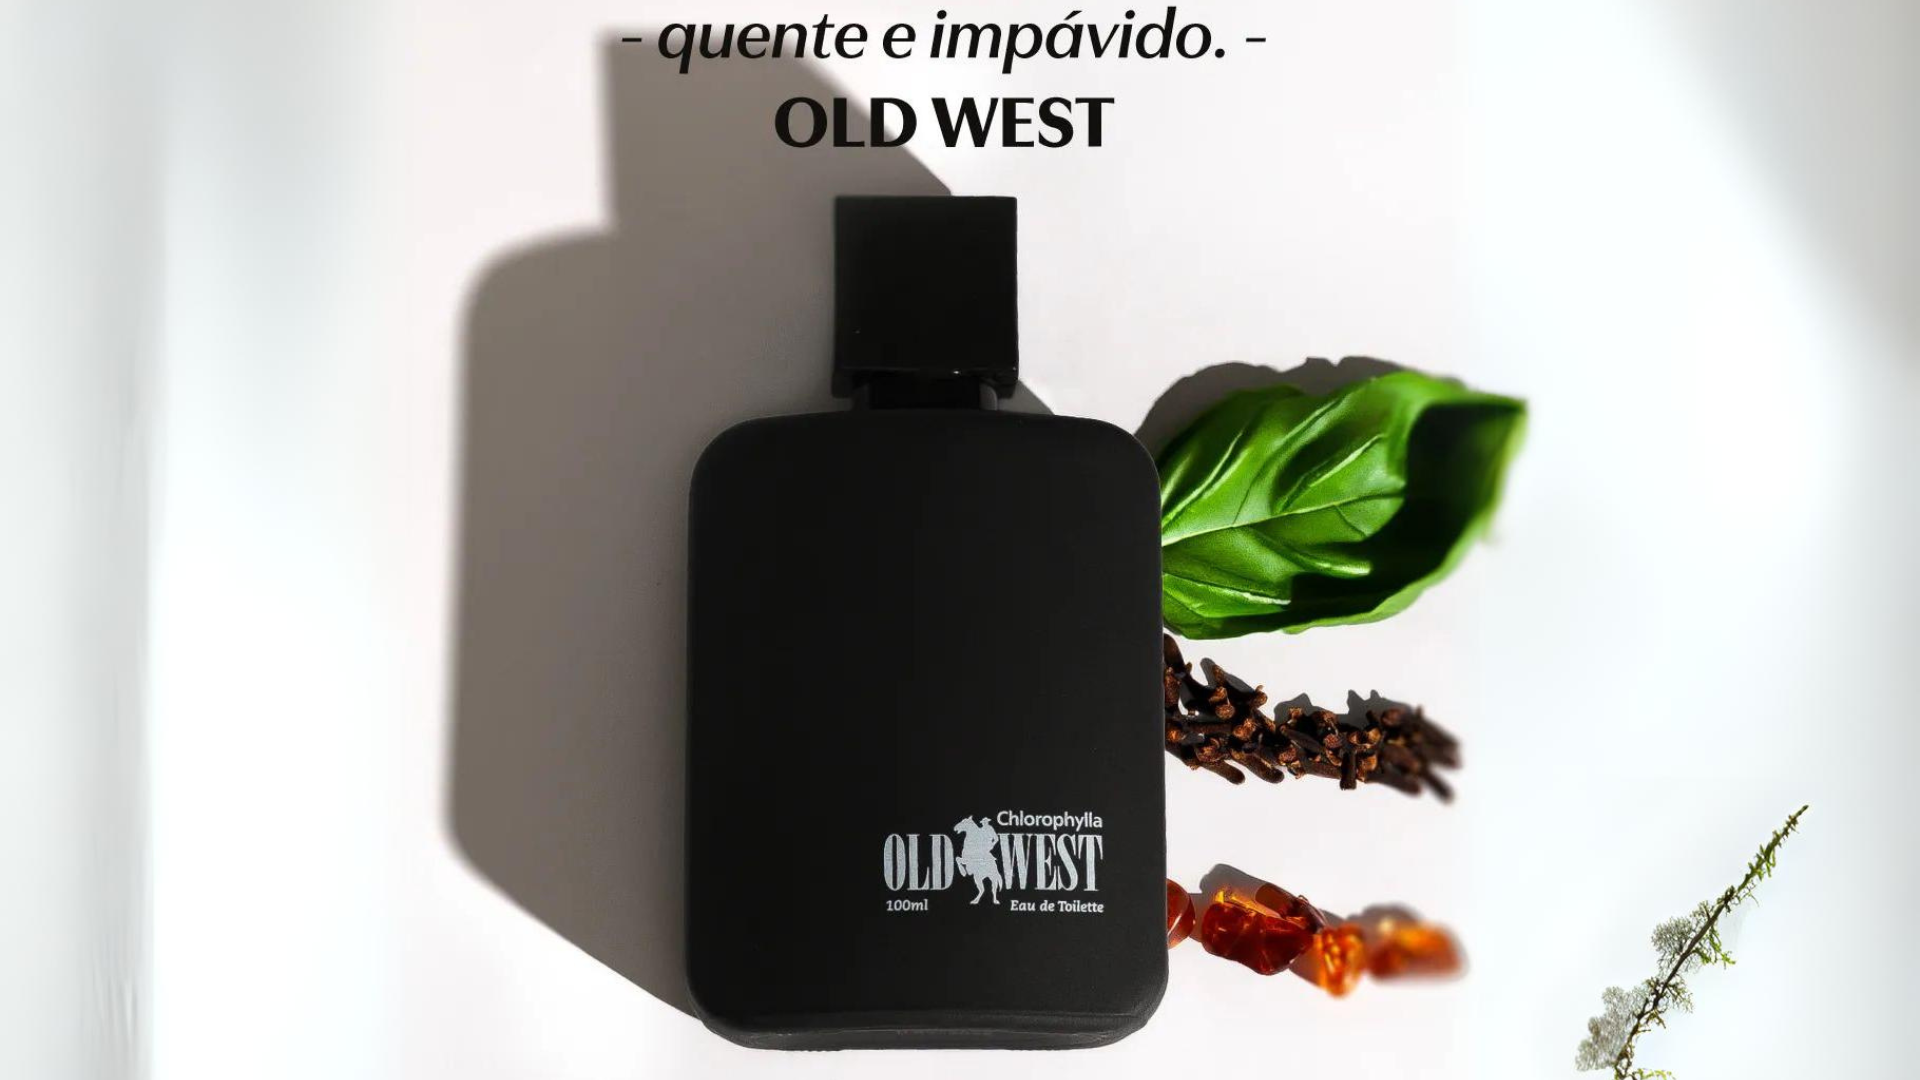 - quente e impávido. -
OLD WEST
Chlorophylla
OLD WEST
100ml Eau de Toilette